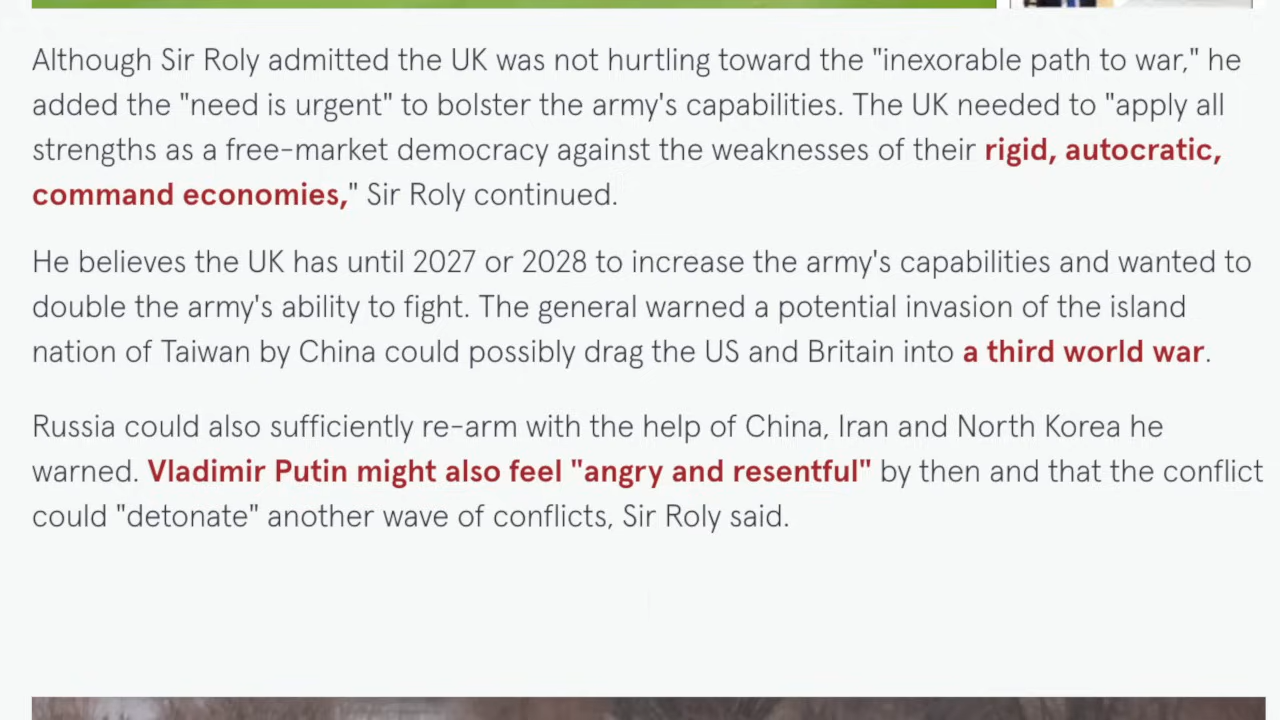 Although Sir Roly admitted the UK was not hurtling toward the "inexorable path to war," he
added the "need is urgent" to bolster the army's capabilities. The UK needed to "apply all
strengths as a free-market democracy against the weaknesses of their rigid, autocratic,
command economies," Sir Roly continued.
He believes the UK has until 2027 or 2028 to increase the army's capabilities and wanted to
double the army's ability to fight. The general warned a potential invasion of the island
nation of Taiwan by China could possibly drag the US and Britain into a third world war.
Russia could also sufficiently re-arm with the help of China, Iran and North Korea he
warned. Vladimir Putin might also feel "angry and resentful" by then and that the conflict
could "detonate" another wave of conflicts, Sir Roly said.